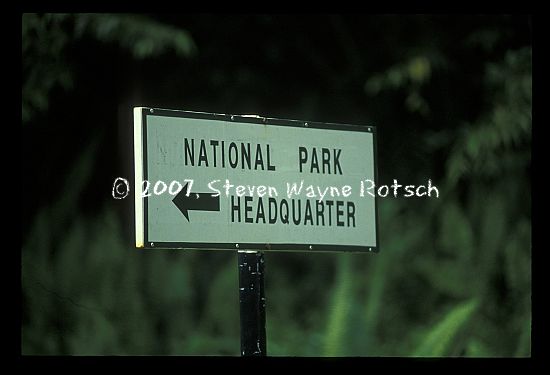 NATIONAL PARK
© 2007, Steven Wayne Rotsch
HEADQUARTER